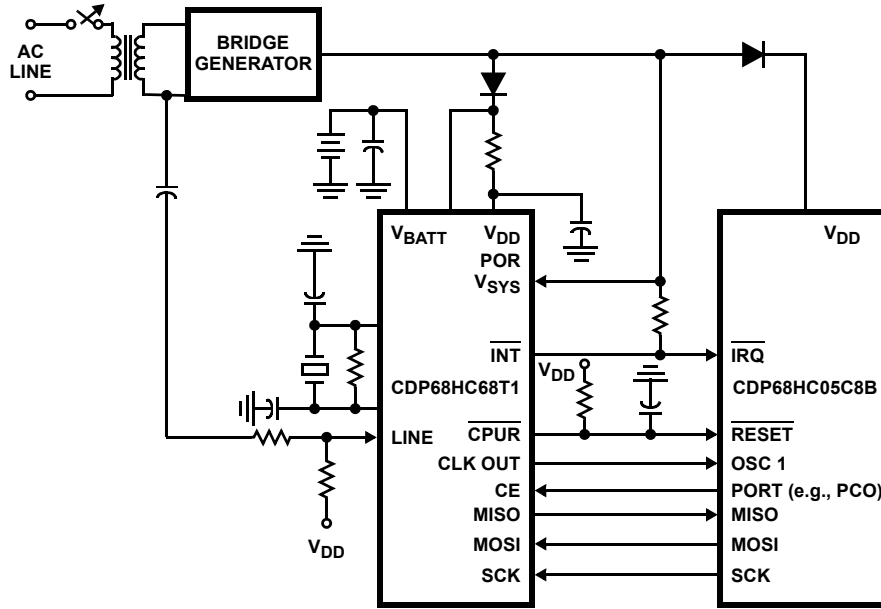 AC
LINE
BRIDGE
GENERATOR
VBATT
VDD
POR
VSYS
INT
CDP68HC68T1
LINE
CPUR
CLK OUT
CE
MISO
MOSI
SCK
VDD
VDD
VDD
IRQ
CDP68HC05C8B
RESET
OSC 1
PORT (e.g., PCO)
MISO
MOSI
SCK